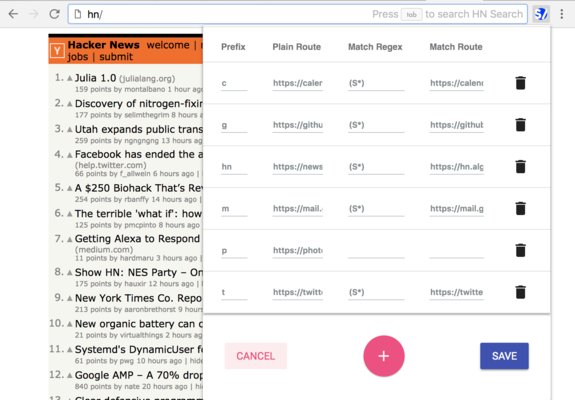 hn/
Press tab to search HN Search
Y Hacker News welcome |
jobs | submit
1. Julia 1.0 (julialang.org)
159 points by montalbano 1 hour ago
2. Discovery of nitrogen-fixin
177 points by selimthegrim 8 hours a
3. Utah expands public trans
259 points by ngngngng 13 hours ag
4. Facebook has ended the a
(help.twitter.com)
66 points by f_allwein 6 hours ago |
5. A $250 Biohack That's Rev
254 points by rbanffy 14 hours ago |
6. The terrible 'what if': how
125 points by pmcpinto 8 hours ago |
7. Getting Alexa to Respond
(medium.com)
11 points by hardmaru 3 hours ago |
8. Show HN: NES Party – On
175 points by hauxir 12 hours ago |
9. New York Times Co. Repo
213 points by aaronbrethorst 9 hours
10. New organic battery can c
21 points by virtualthings 2 hours ag
11. Systemd's DynamicUser fe
61 points by pwg 10 hours ago | hide
12. Google AMP – A 70% drop
840 points by nate 20 hours ago | hi
13. Clear defensive program
Prefix Plain Route Match Regex Match Route
c https://caler (S*) https://calend
g https://githu (S*) https://github
hn https://news (S*) https://hn.alg
m https://mail. (S*) https://mail.g
p https://phot
t https://twitt (S*) https://twitte
CANCEL + SAVE